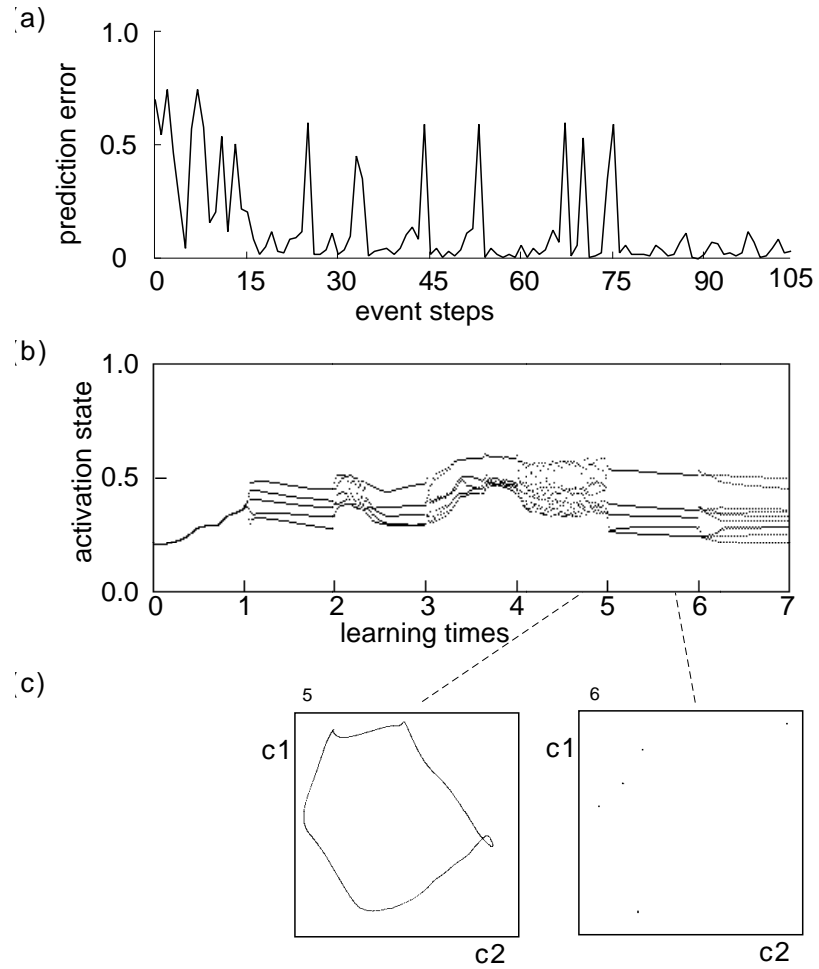 (a)
1.0
0.5
0
prediction error
0 15 30 45 60 75 90 105
event steps
(b)
1.0
0.5
0.0
activation state
0 1 2 3 4 5 6 7
learning times
(c)
5 6
c1 c1
c2 c2